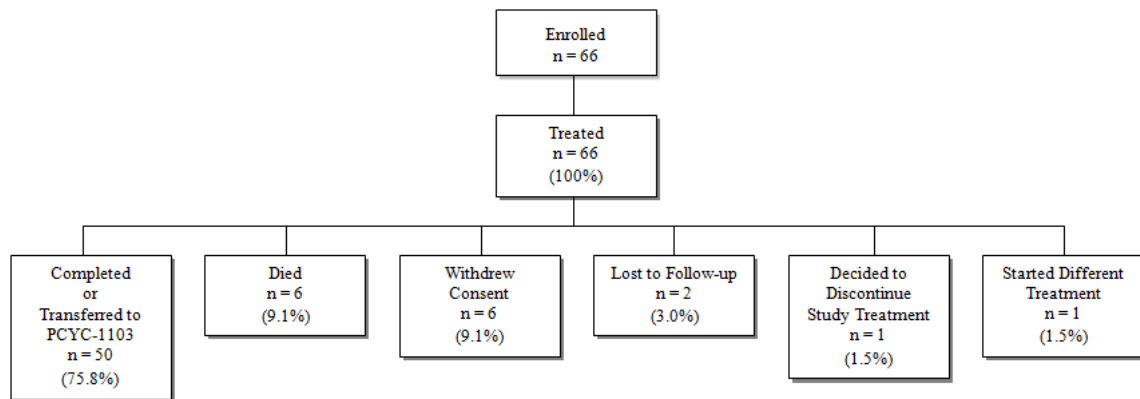 Enrolled
n = 66
Treated
n = 66
(100%)
Completed
or
Transferred to
PCYC-1103
n = 50
(75.8%)
Died
n = 6
(9.1%)
Withdrew
Consent
n = 6
(9.1%)
Lost to Follow-up
n = 2
(3.0%)
Decided to
Discontinue
Study Treatment
n = 1
(1.5%)
Started Different
Treatment
n = 1
(1.5%)